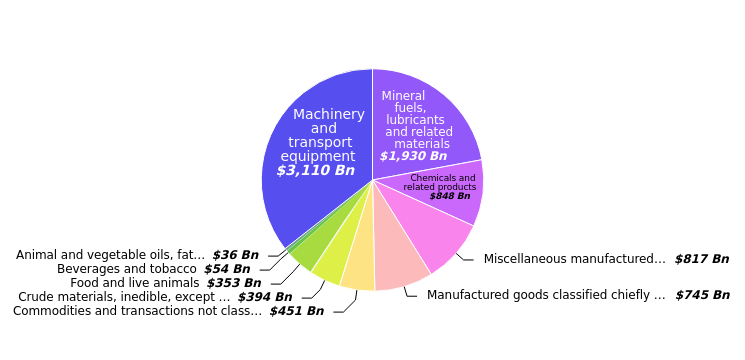 Machinery
and
transport
equipment
$3,110 Bn
Mineral
fuels,
lubricants
and related
materials
$1,930 Bn
Chemicals and
related products
$848 Bn
Miscellaneous manufactured... $817 Bn
Manufactured goods classified chiefly ... $745 Bn
Animal and vegetable oils, fat... $36 Bn
Beverages and tobacco $54 Bn
Food and live animals $353 Bn
Crude materials, inedible, except ... $394 Bn
Commodities and transactions not class... $451 Bn